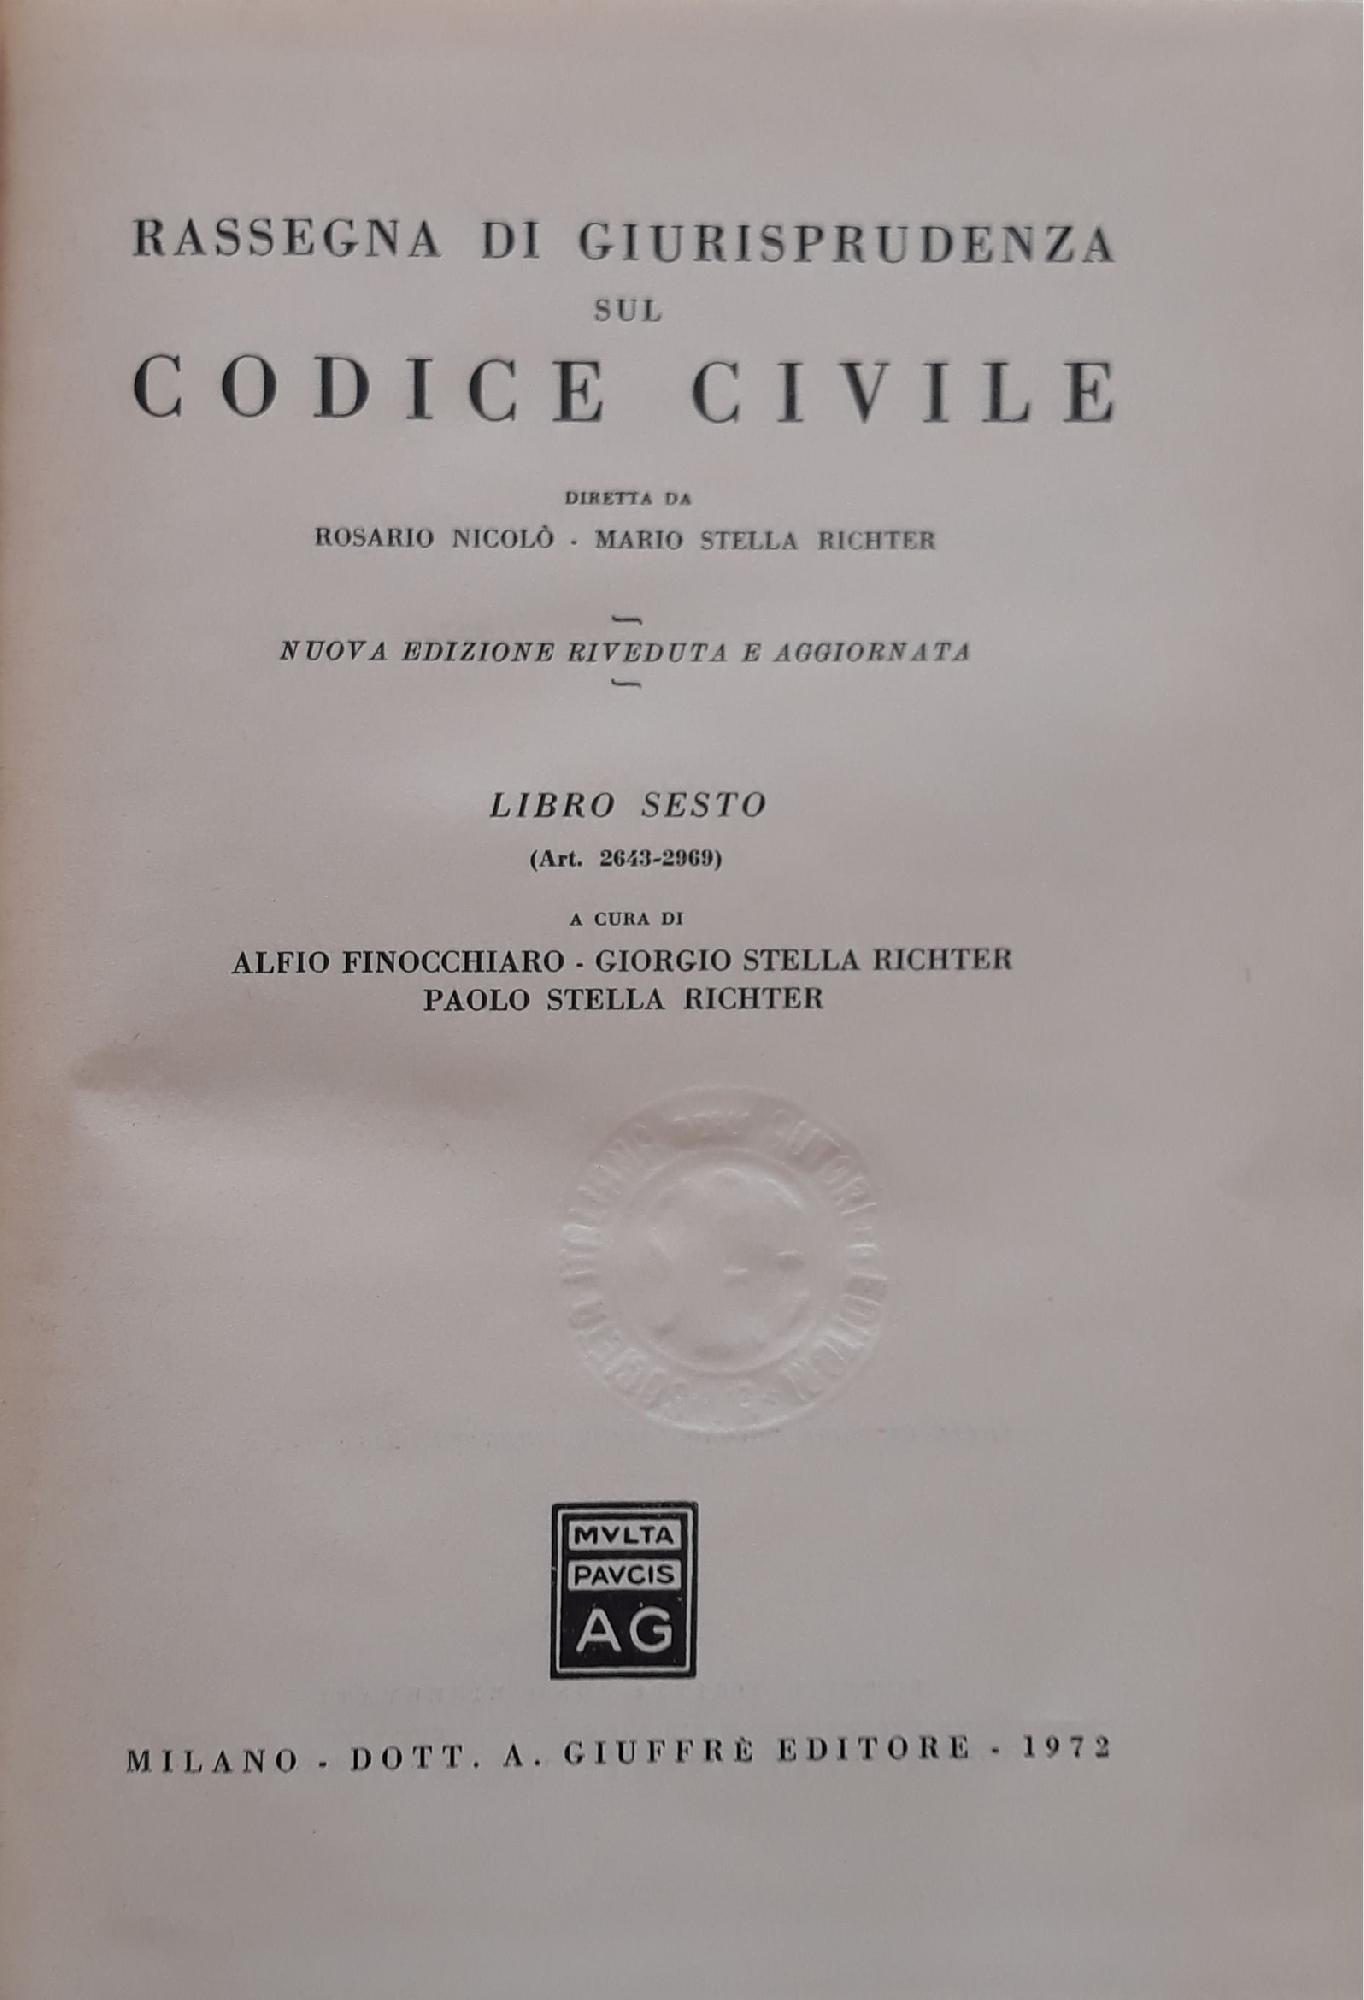 RASSEGNA DI GIURISPRUDENZA
SUL
CODICE CIVILE
DIRETTA DA
ROSARIO NICOLÒ - MARIO STELLA RICHTER
NUOVA EDIZIONE RIVEDUTA E AGGIORNATA
LIBRO SESTO
(Art. 2643-2969)
A CURA DI
ALFIO FINOCCHIARO - GIORGIO STELLA RICHTER
PAOLO STELLA RICHTER
MVLTA
PAVCIS
AG
MILANO - DOTT. A. GIUFFRÈ EDITORE - 1972